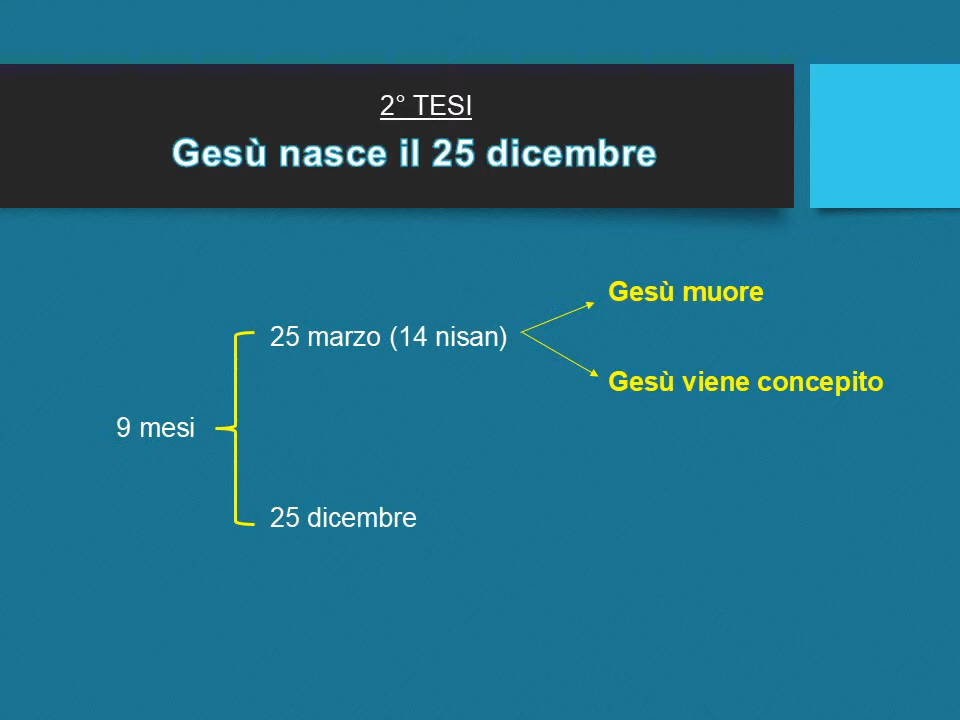 2° TESI
Gesù nasce il 25 dicembre
Gesù muore
25 marzo (14 nisan)
Gesù viene concepito
9 mesi
25 dicembre